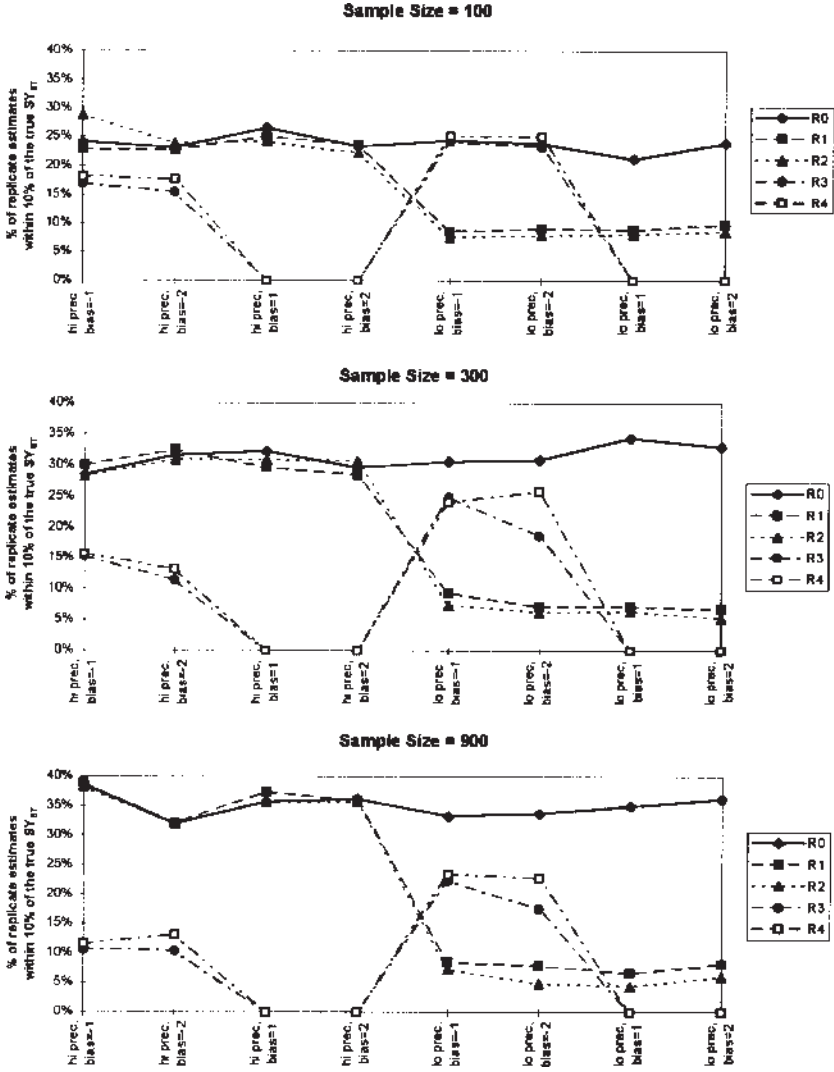 Sample Size = 100
% of replicate estimates
within 10% of the true SY_BT
40%
35%
30%
25%
20%
15%
10%
5%
0%
hi prec,
bias=-1
hi prec,
bias=-2
hi prec,
bias=1
hi prec,
bias=2
lo prec,
bias=-1
lo prec,
bias=-2
lo prec,
bias=1
lo prec,
bias=2
R0
R1
R2
R3
R4
Sample Size = 300
% of replicate estimates
within 10% of the true SY_BT
40%
35%
30%
25%
20%
15%
10%
5%
0%
hi prec,
bias=-1
hi prec,
bias=-2
hi prec,
bias=1
hi prec,
bias=2
lo prec,
bias=-1
lo prec,
bias=-2
lo prec,
bias=1
lo prec,
bias=2
R0
R1
R2
R3
R4
Sample Size = 900
% of replicate estimates
within 10% of the true SY_BT
40%
35%
30%
25%
20%
15%
10%
5%
0%
hi prec,
bias=-1
hi prec,
bias=-2
hi prec,
bias=1
hi prec,
bias=2
lo prec,
bias=-1
lo prec,
bias=-2
lo prec,
bias=1
lo prec,
bias=2
R0
R1
R2
R3
R4